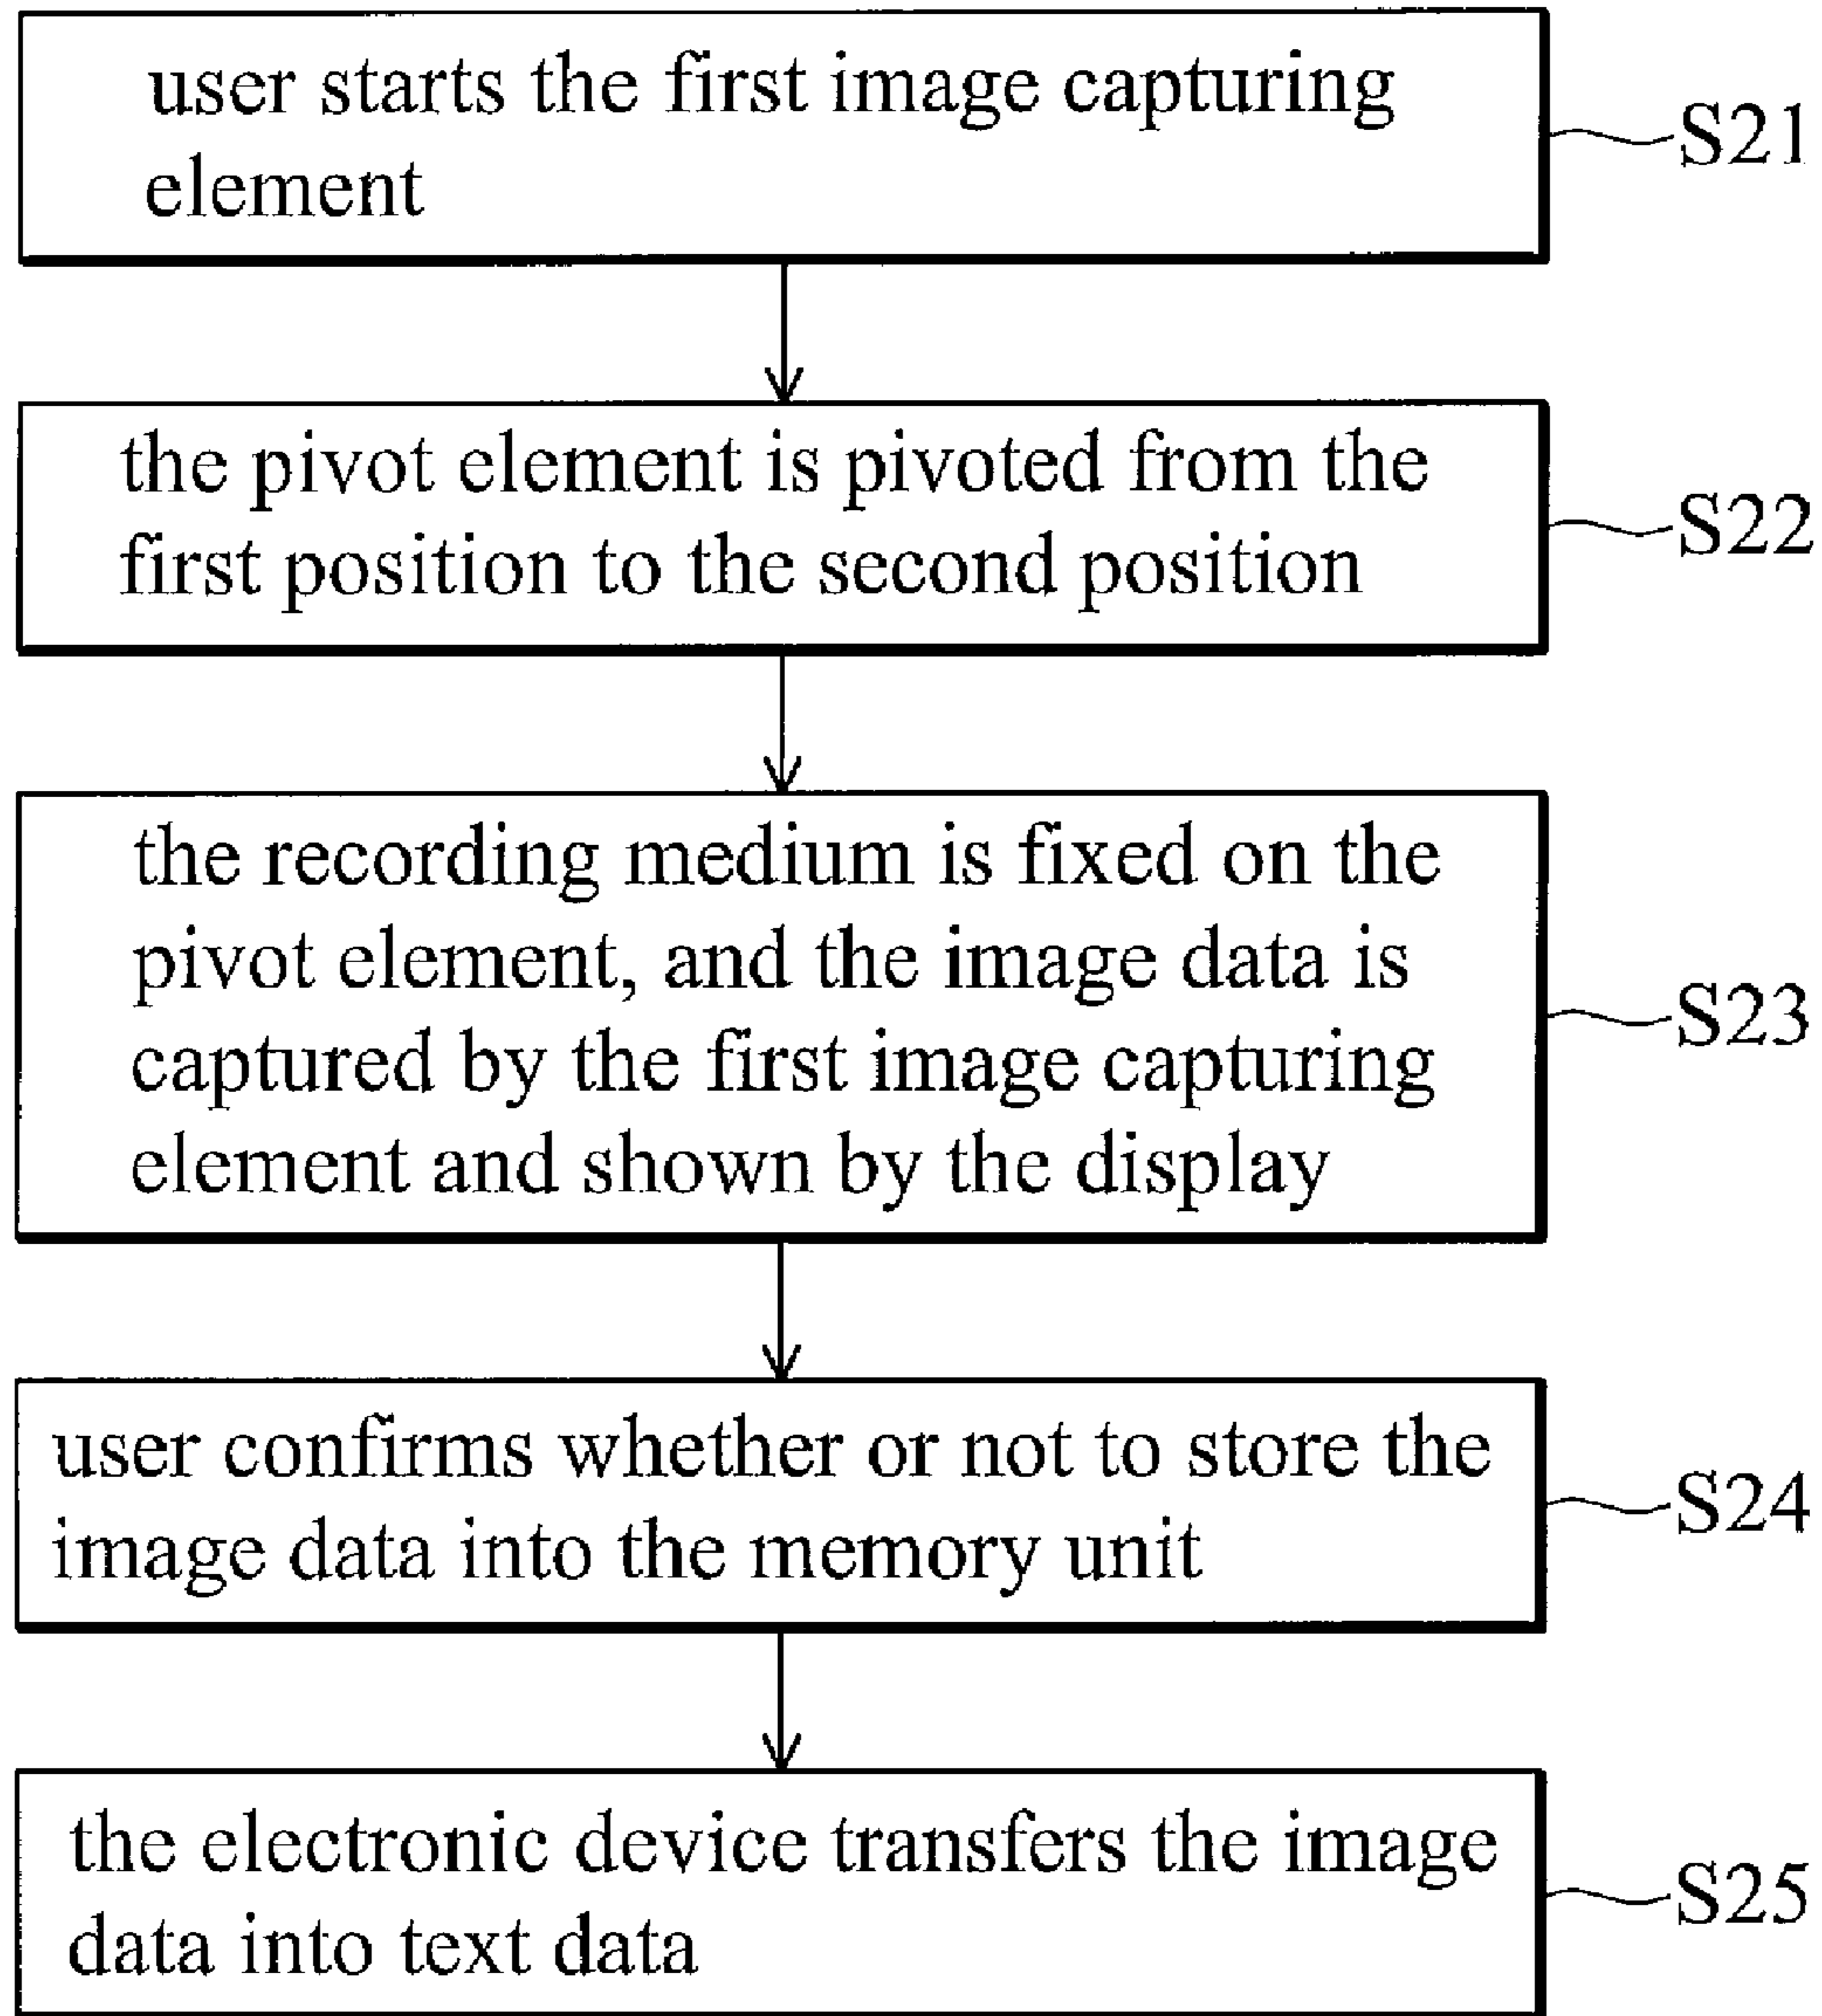 user starts the first image capturing
element
S21
the pivot element is pivoted from the
first position to the second position
S22
the recording medium is fixed on the
pivot element, and the image data is
captured by the first image capturing
element and shown by the display
S23
user confirms whether or not to store the
image data into the memory unit
S24
the electronic device transfers the image
data into text data
S25